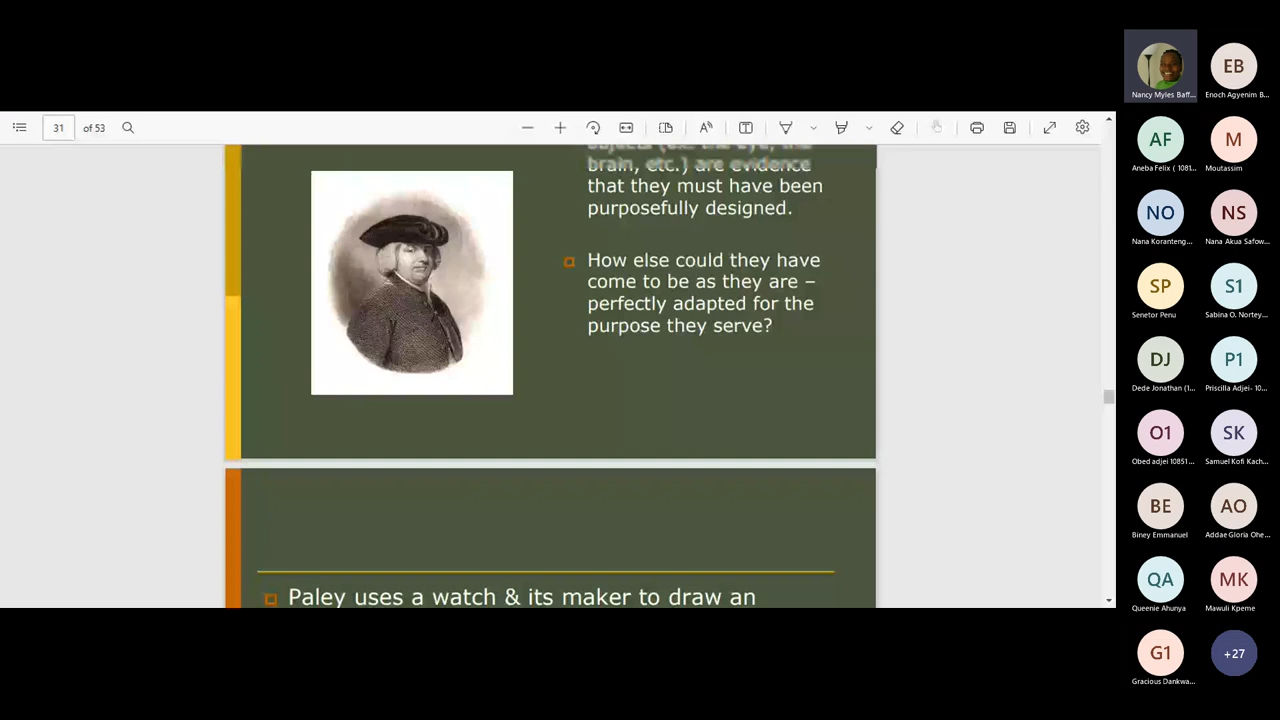 31 of 53
objects (ex. the eye, the
brain, etc.) are evidence
that they must have been
purposefully designed.
How else could they have
come to be as they are –
perfectly adapted for the
purpose they serve?
Paley uses a watch & its maker to draw an
Nancy Myles Baff...
EB
Enoch Agyenim B...
AF
Aneba Felix ( 1081...
M
Moutassim
NO
Nana Koranteng...
NS
Nana Akua Safow...
SP
Senetor Penu
S1
Sabina O. Nortey...
DJ
Dede Jonathan (1...
P1
Priscilla Adjei- 10...
O1
Obed adjei 10851...
SK
Samuel Kofi Kach...
BE
Biney Emmanuel
AO
Addae Gloria Ohe...
QA
Queenie Ahunya
MK
Mawuli Kpeme
G1
Gracious Dankwa...
+27